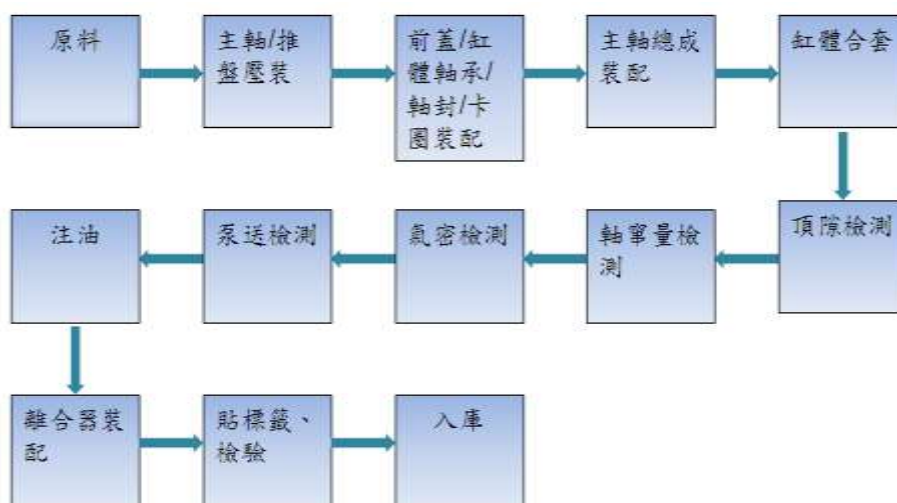 原料
主軸/推
盤壓裝
前蓋/缸
體軸承/
軸封/卡
圈裝配
主軸總成
裝配
缸體合套
頂隙檢測
軸窜量檢
測
氣密檢測
泵送檢測
注油
離合器裝
配
貼標籤、
檢驗
入庫